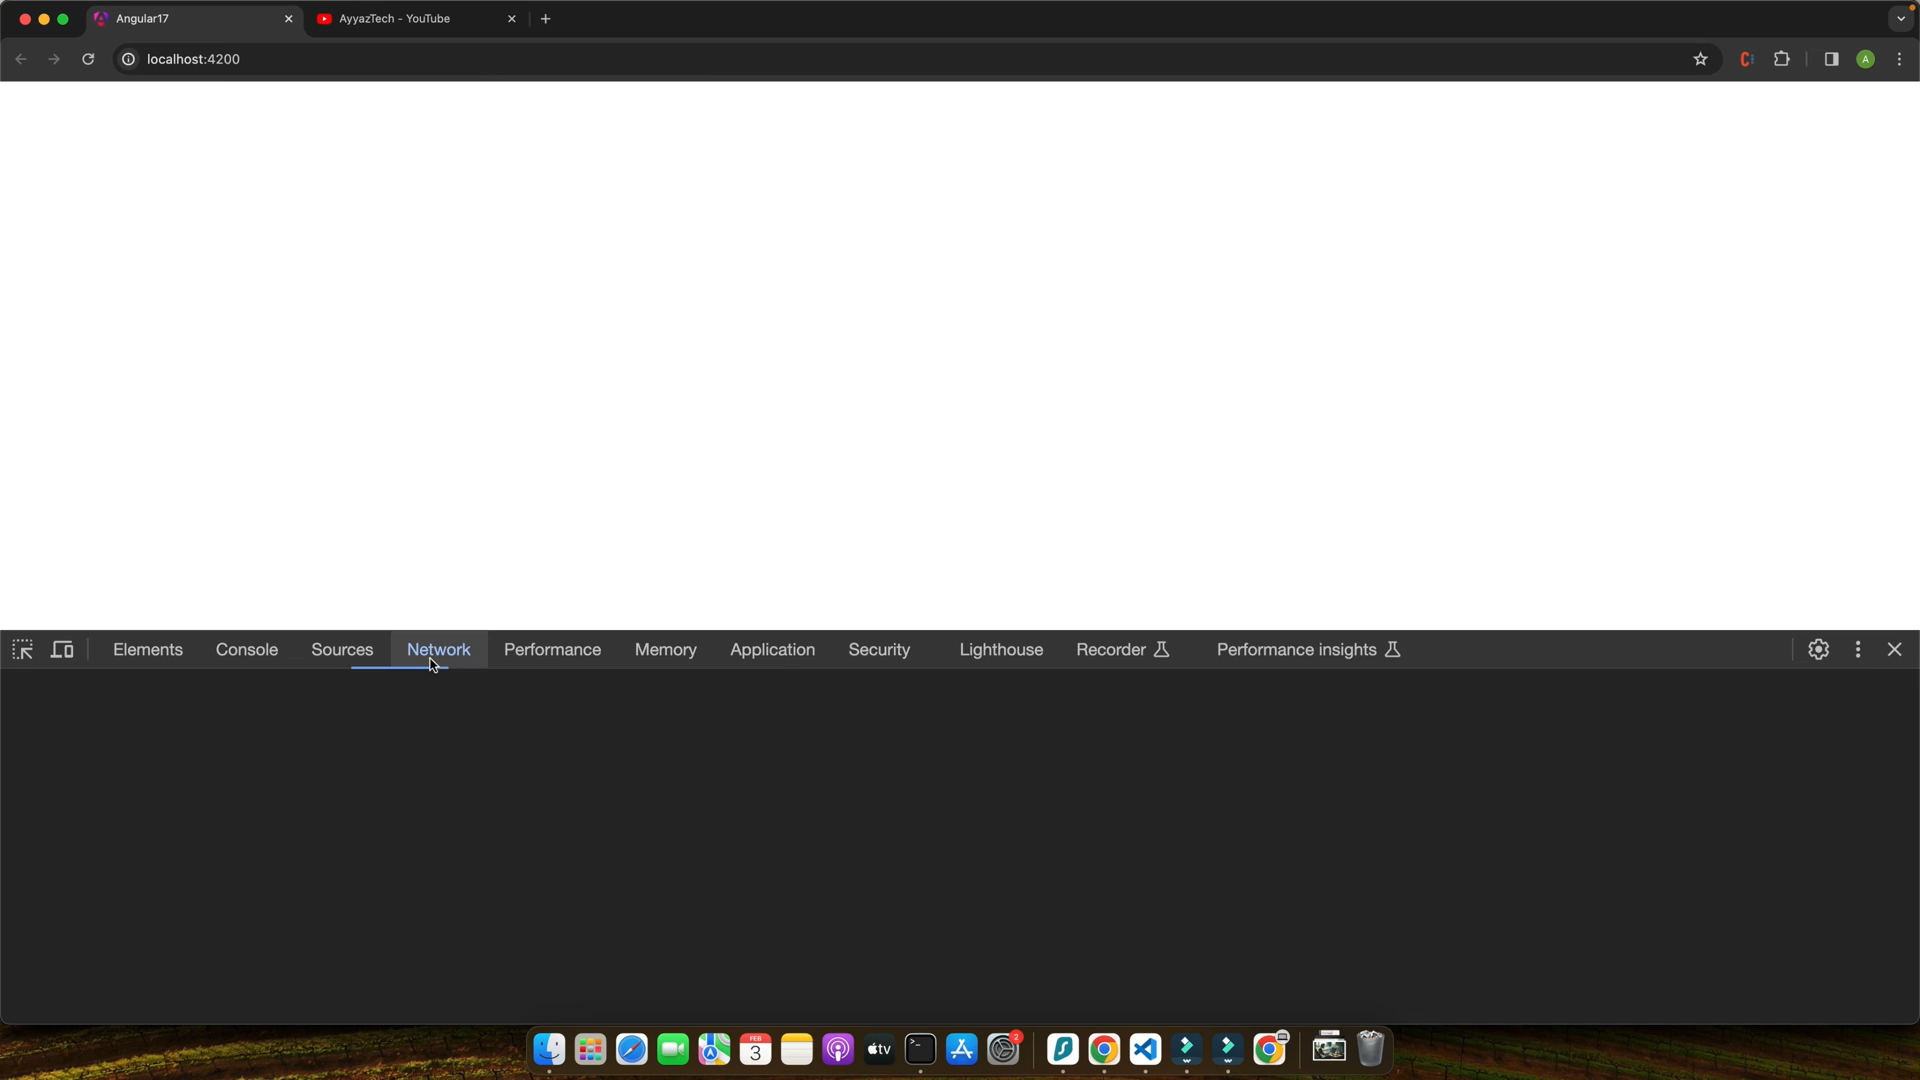 Angular17
AyyazTech - YouTube
localhost:4200
A
Elements
Console
Sources
Network
Performance
Memory
Application
Security
Lighthouse
Recorder
Performance insights
FEB
3
tv
>_
2